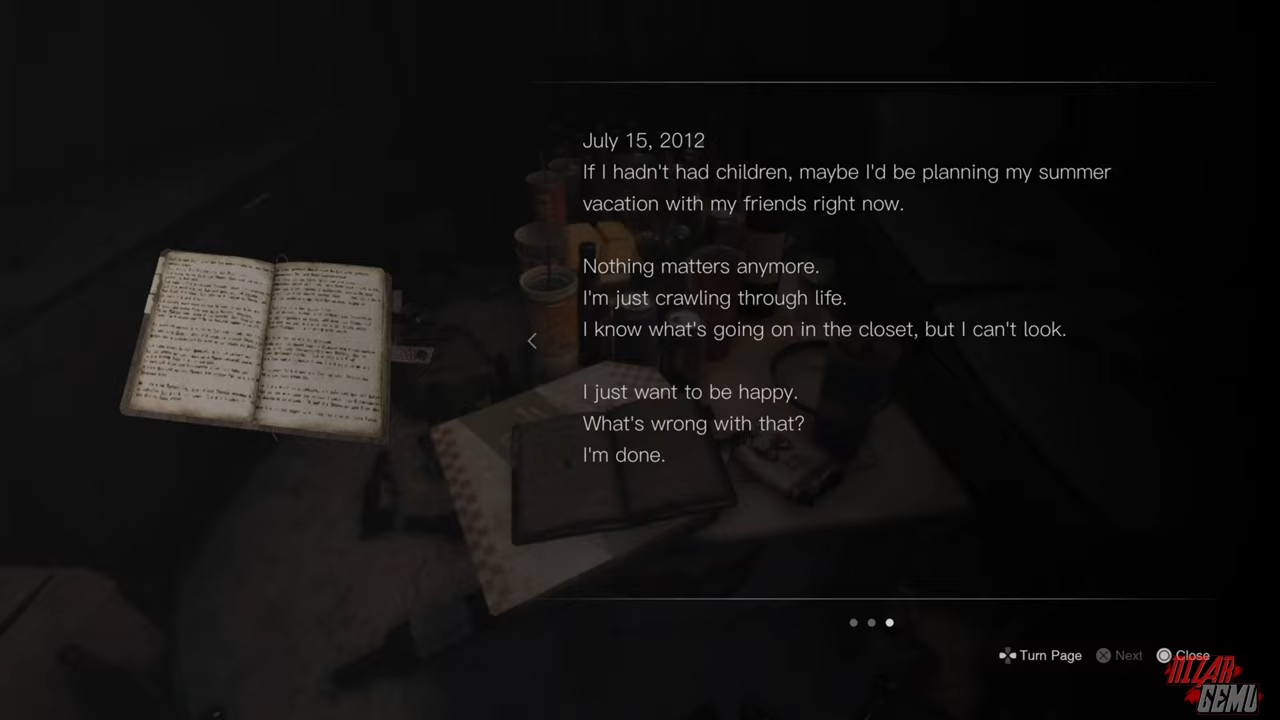 July 15, 2012
If I hadn't had children, maybe I'd be planning my summer
vacation with my friends right now.
Nothing matters anymore.
I'm just crawling through life.
I know what's going on in the closet, but I can't look.
I just want to be happy.
What's wrong with that?
I'm done.
Turn Page Next Close
GEMU